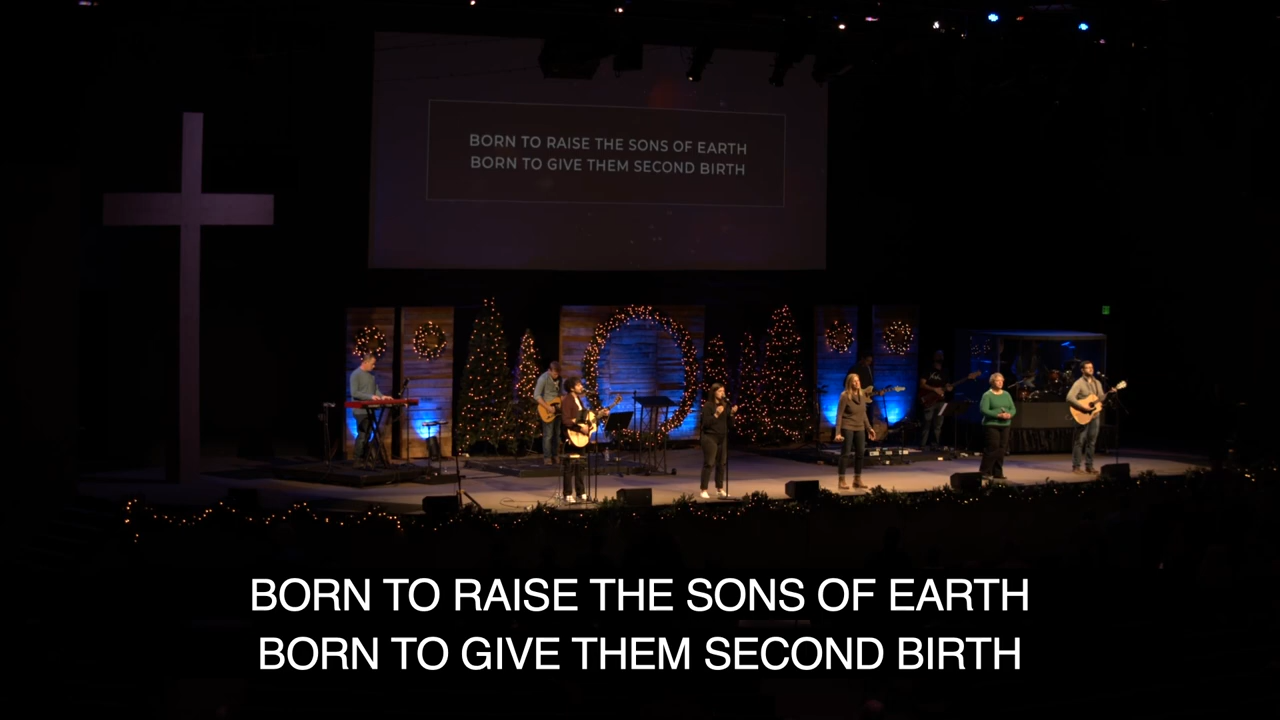 BORN TO RAISE THE SONS OF EARTH
BORN TO GIVE THEM SECOND BIRTH
BORN TO RAISE THE SONS OF EARTH
BORN TO GIVE THEM SECOND BIRTH